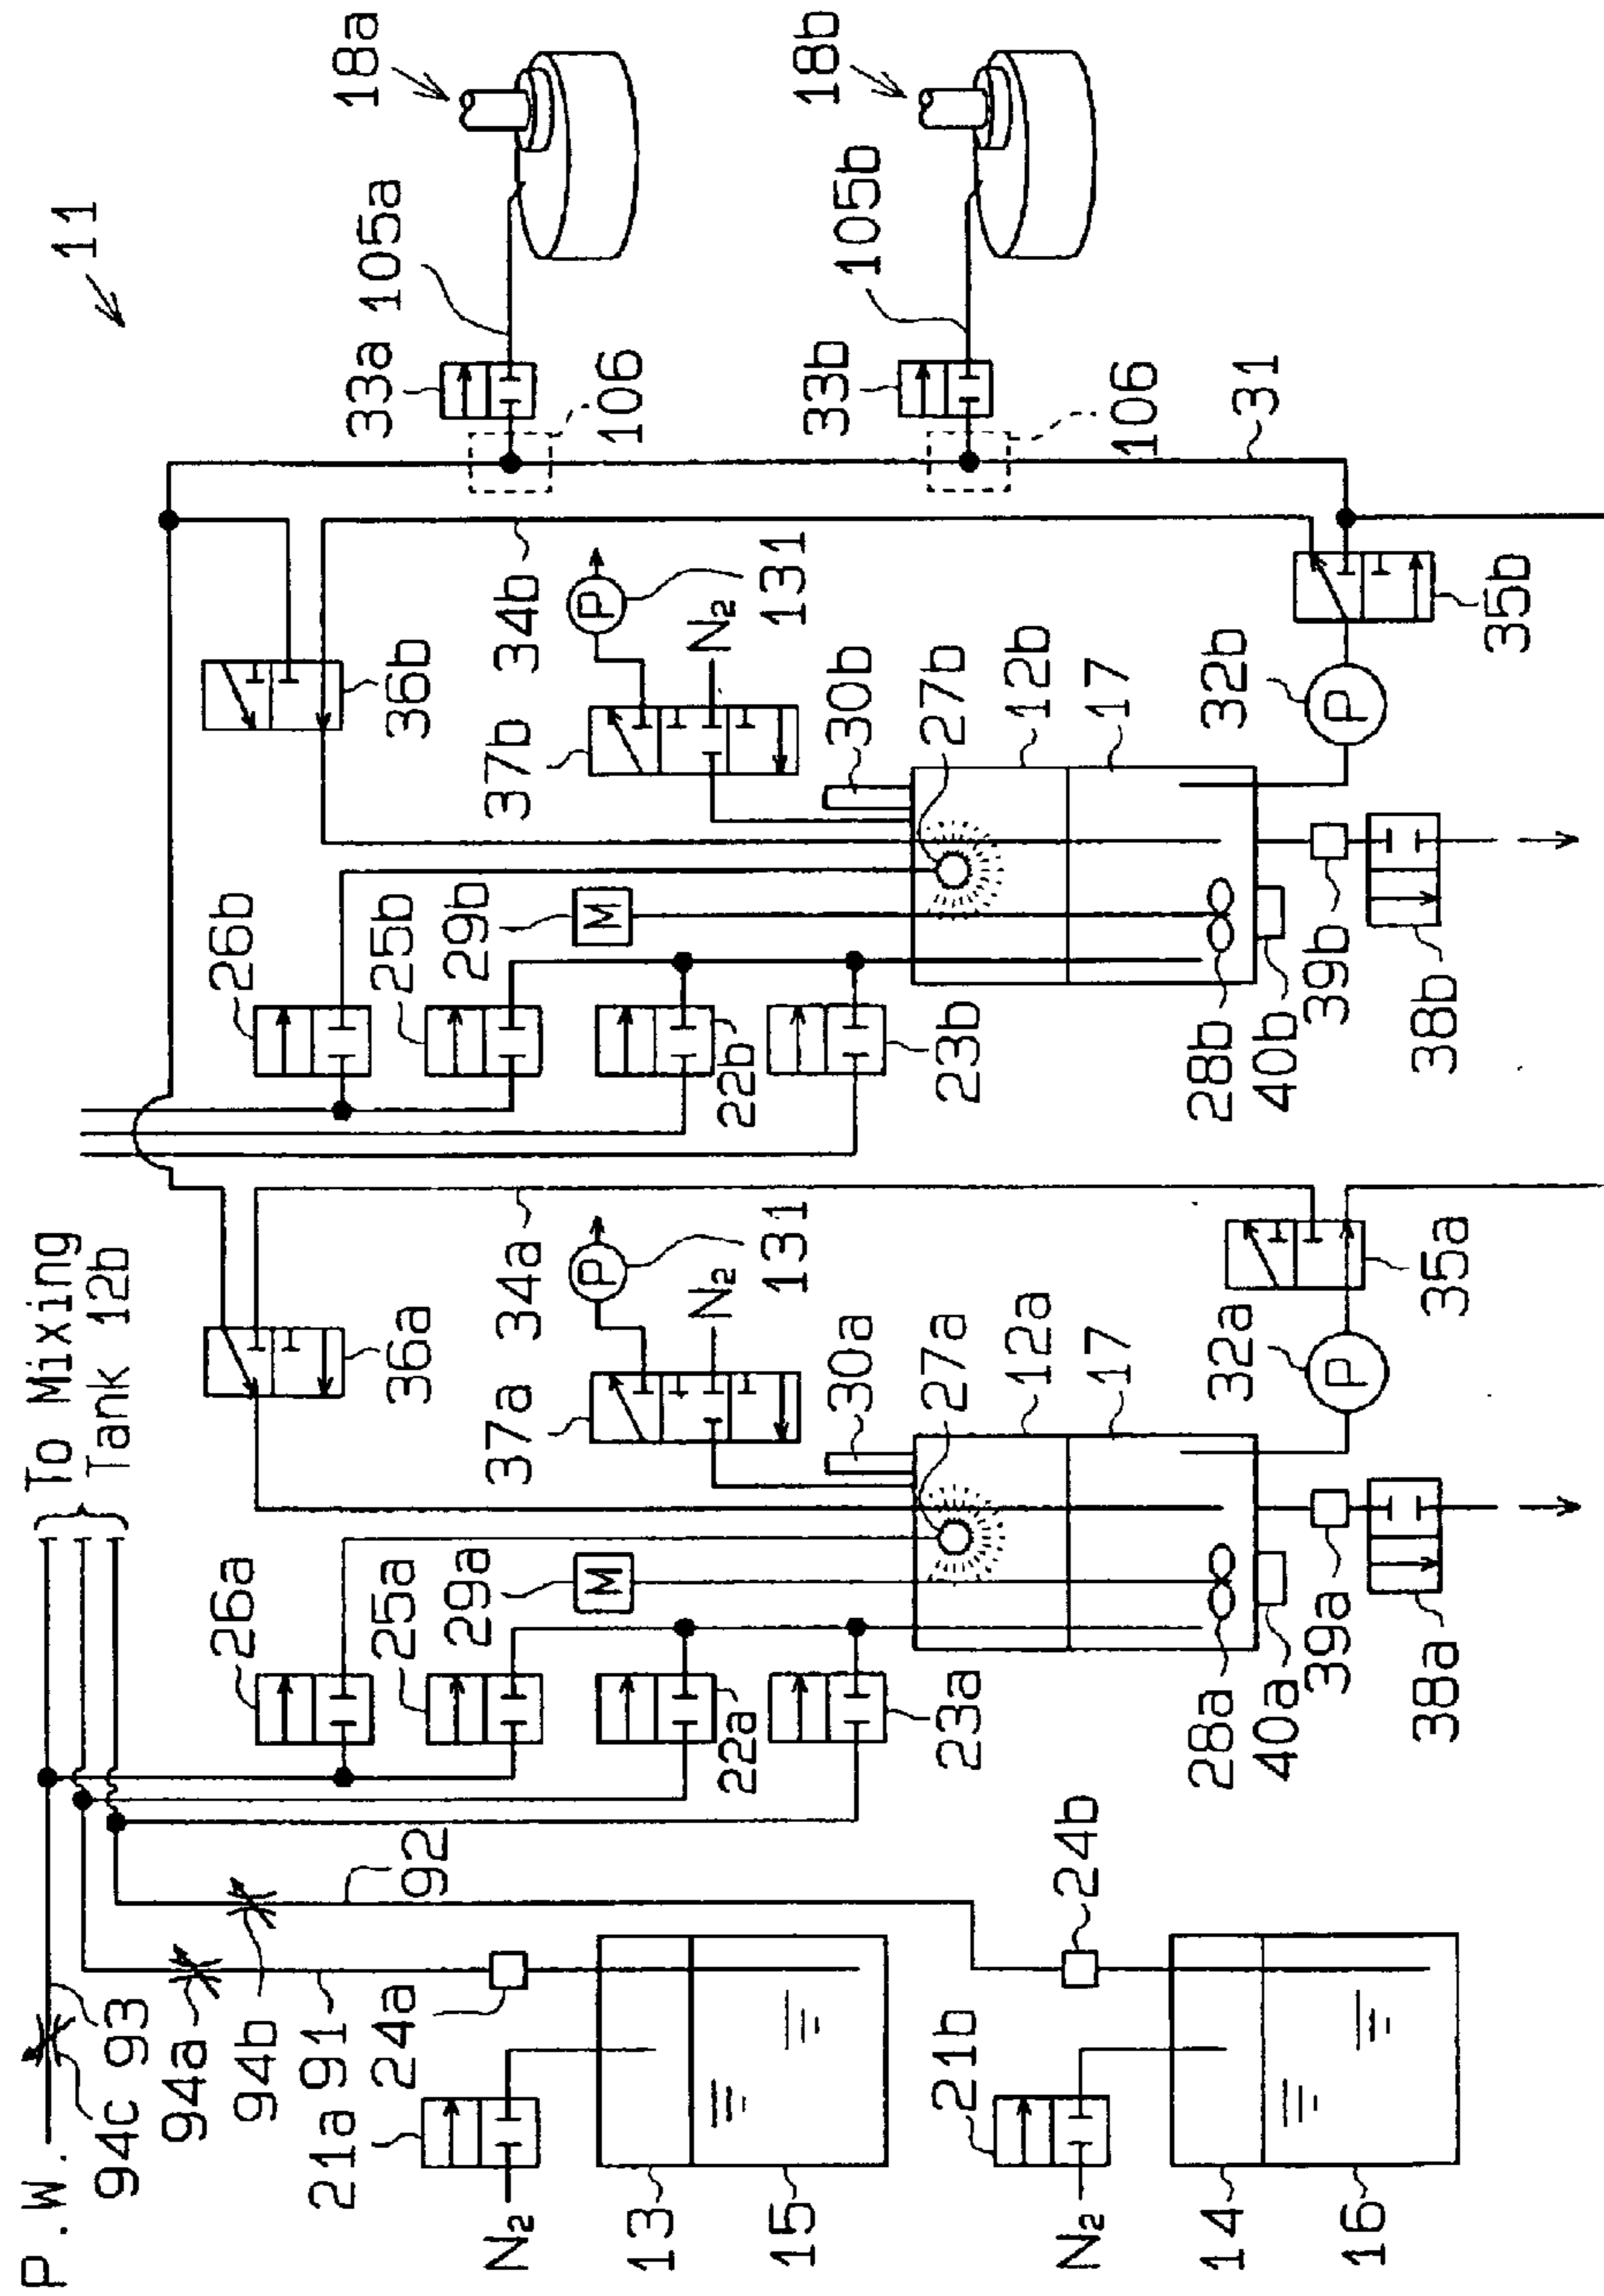 11
18a
18b
33a
105a
105b
33b
106
106
31
36b
34b
131
N₂
37b
30b
27b
12b
17
32b
35b
P
P
26b
25b
29b
M
22b
23b
28b
40b
39b
38b
To Mixing
Tank 12b
36a
34a
131
N₂
37a
30a
27a
12a
17
32a
35a
P
P
26a
25a
29a
M
22a
23a
28a
40a
39a
38a
P.W.
94c
93
94a
94b
91
92
24a
21a
N₂
13
15
24b
21b
N₂
14
16